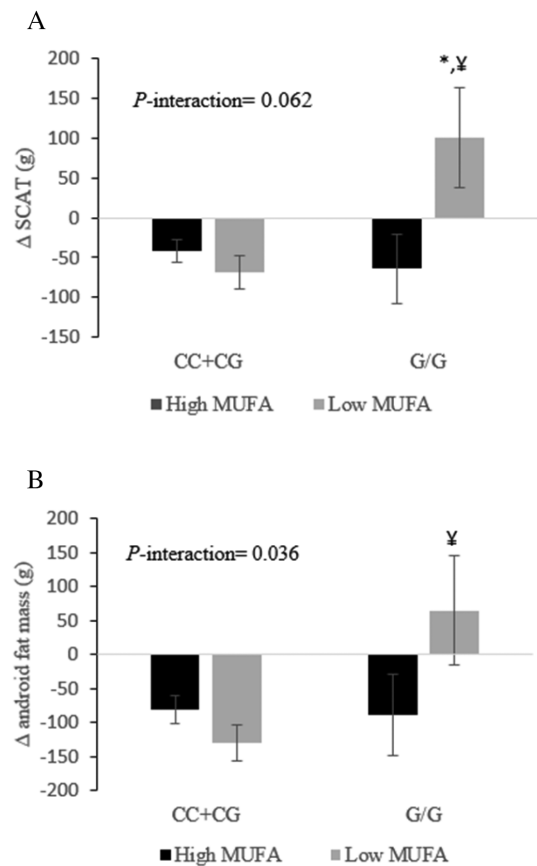 A
200
150
100
50
0
-50
-100
-150
Δ SCAT (g)
P-interaction= 0.062
*,¥
CC+CG G/G
High MUFA Low MUFA
B
200
150
100
50
0
-50
-100
-150
-200
Δ android fat mass (g)
P-interaction= 0.036
¥
CC+CG G/G
High MUFA Low MUFA